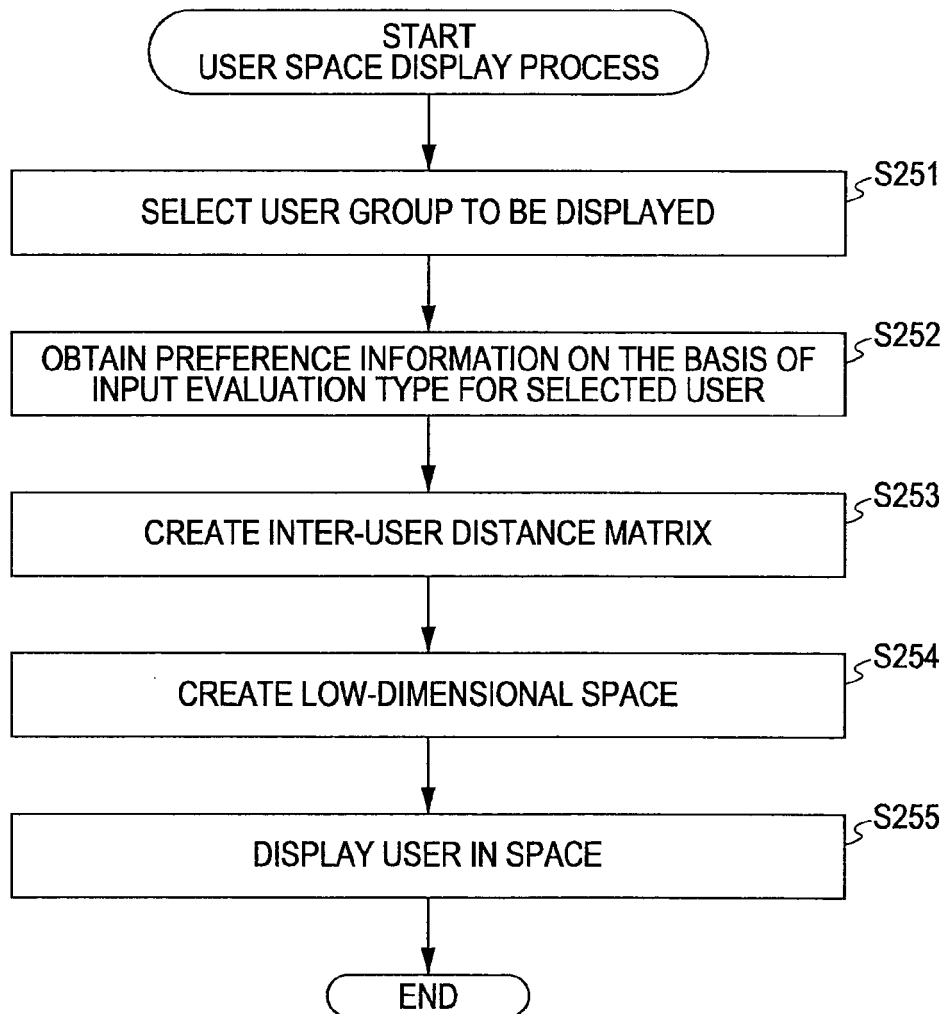 START
USER SPACE DISPLAY PROCESS
S251
SELECT USER GROUP TO BE DISPLAYED
S252
OBTAIN PREFERENCE INFORMATION ON THE BASIS OF
INPUT EVALUATION TYPE FOR SELECTED USER
S253
CREATE INTER-USER DISTANCE MATRIX
S254
CREATE LOW-DIMENSIONAL SPACE
S255
DISPLAY USER IN SPACE
END